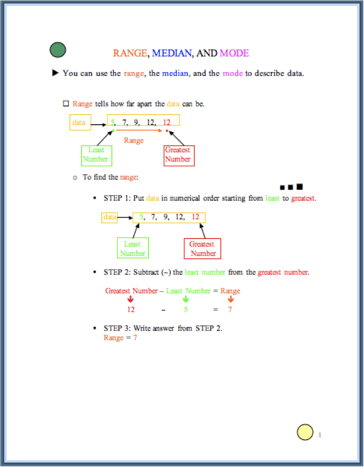 RANGE, MEDIAN, AND MODE
You can use the range, the median, and the mode to describe data.
Range tells how far apart the data can be.
data 5, 7, 9, 12, 12
Range
Least Number
Greatest Number
To find the range:
STEP 1: Put data in numerical order starting from least to greatest.
data 5, 7, 9, 12, 12
Least Number
Greatest Number
STEP 2: Subtract (–) the least number from the greatest number.
Greatest Number – Least Number = Range
12 – 5 = 7
STEP 3: Write answer from STEP 2.
Range = 7
1